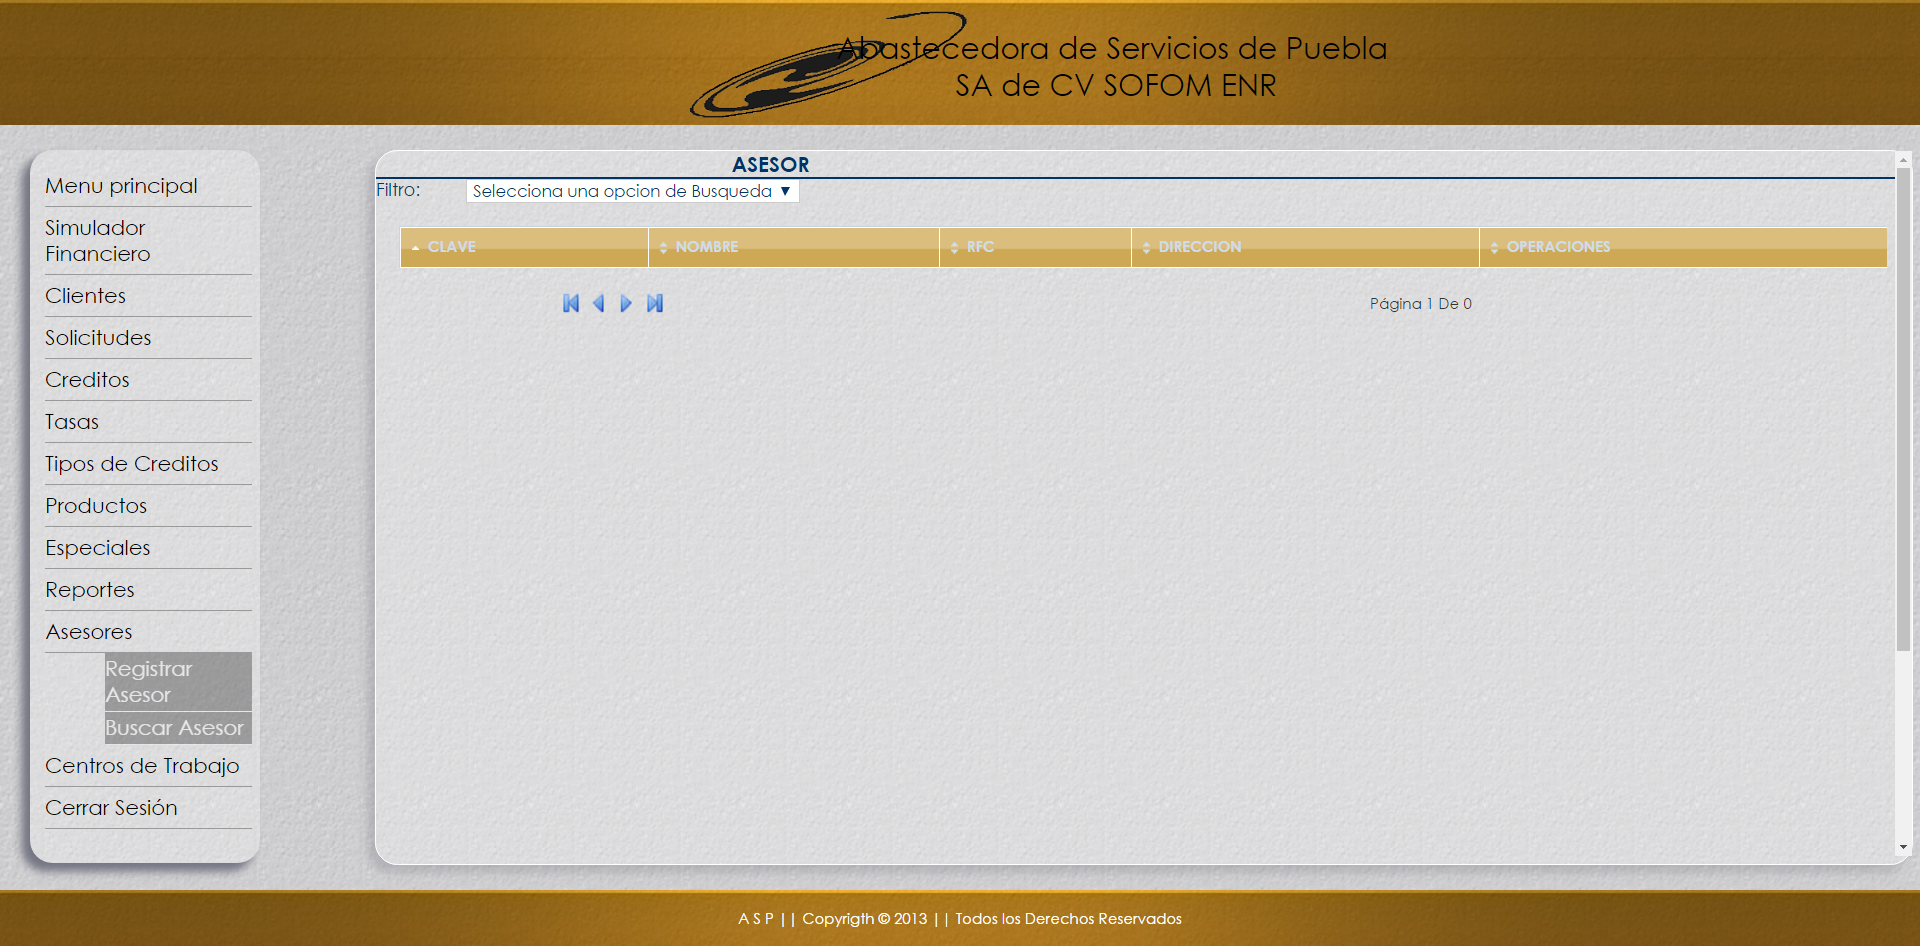 Abastecedora de Servicios de Puebla
SA de CV SOFOM ENR
Menu principal
Simulador
Financiero
Clientes
Solicitudes
Creditos
Tasas
Tipos de Creditos
Productos
Especiales
Reportes
Asesores
Registrar
Asesor
Buscar Asesor
Centros de Trabajo
Cerrar Sesión
ASESOR
Filtro: Selecciona una opcion de Busqueda
CLAVE NOMBRE RFC DIRECCION OPERACIONES
Página 1 De 0
A S P || Copyrigth © 2013 || Todos los Derechos Reservados